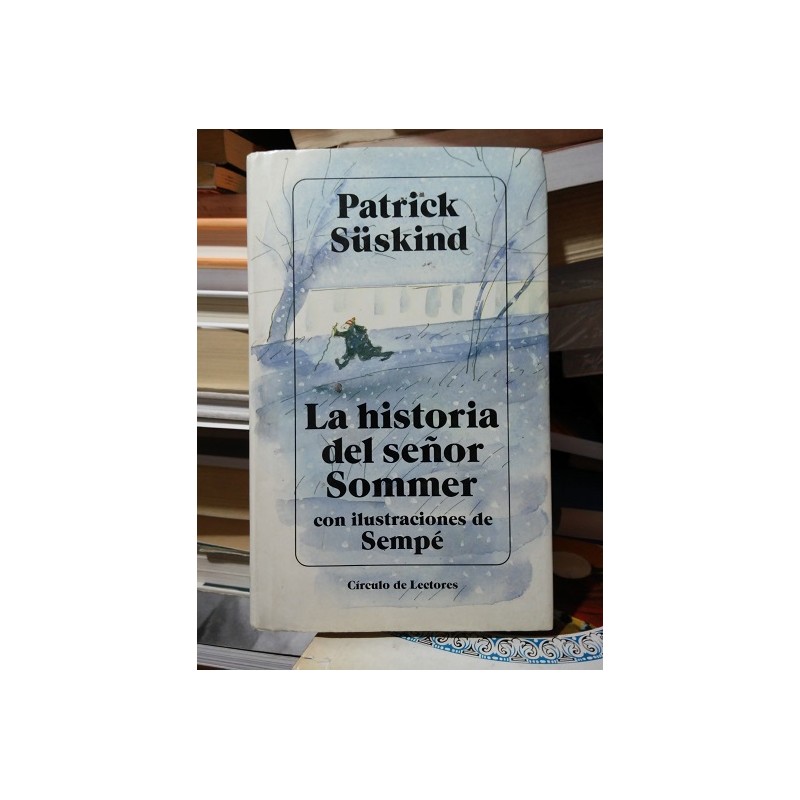 Patrick
Süskind
La historia
del señor
Sommer
con ilustraciones de
Sempé
Círculo de Lectores